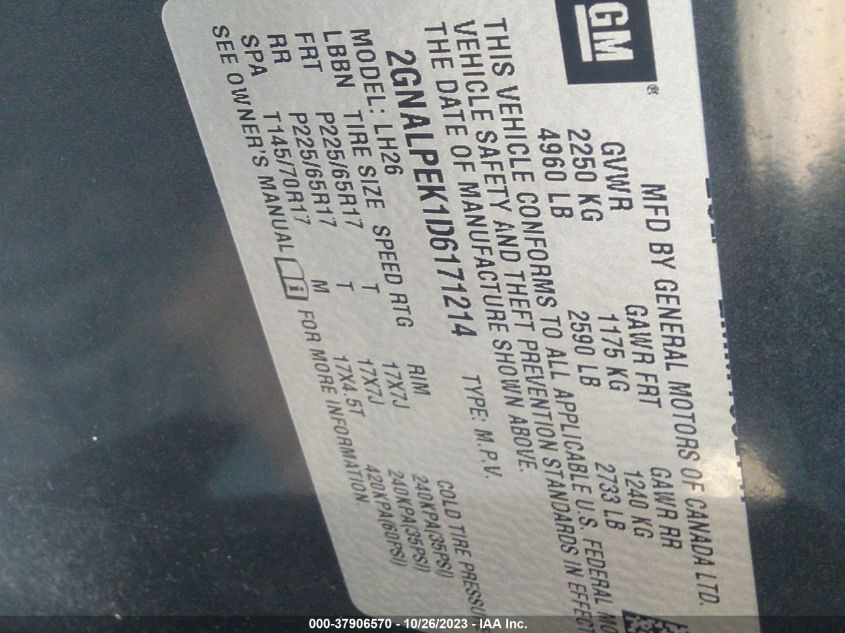 GM®
MFD BY GENERAL MOTORS OF CANADA LTD.
GVWR GAWR FRT GAWR RR
2250 KG 1175 KG 1240 KG
4960 LB 2590 LB 2733 LB
THIS VEHICLE CONFORMS TO ALL APPLICABLE U.S. FEDERAL MO
VEHICLE SAFETY AND THEFT PREVENTION STANDARDS IN EFFECT
THE DATE OF MANUFACTURE SHOWN ABOVE.
2GNALPEK1D6171214 TYPE: M.P.V.
MODEL: LH26 COLD TIRE PRESSU
LBBN TIRE SIZE SPEED RTG RIM
FRT P225/65R17 T 17X7J 240KPA(35PSI)
RR P225/65R17 T 17X7J 240KPA(35PSI)
SPA T145/70R17 M 17X4.5T 420KPA(60PSI)
SEE OWNER'S MANUAL FOR MORE INFORMATION.
000-37906570 - 10/26/2023 - IAA Inc.